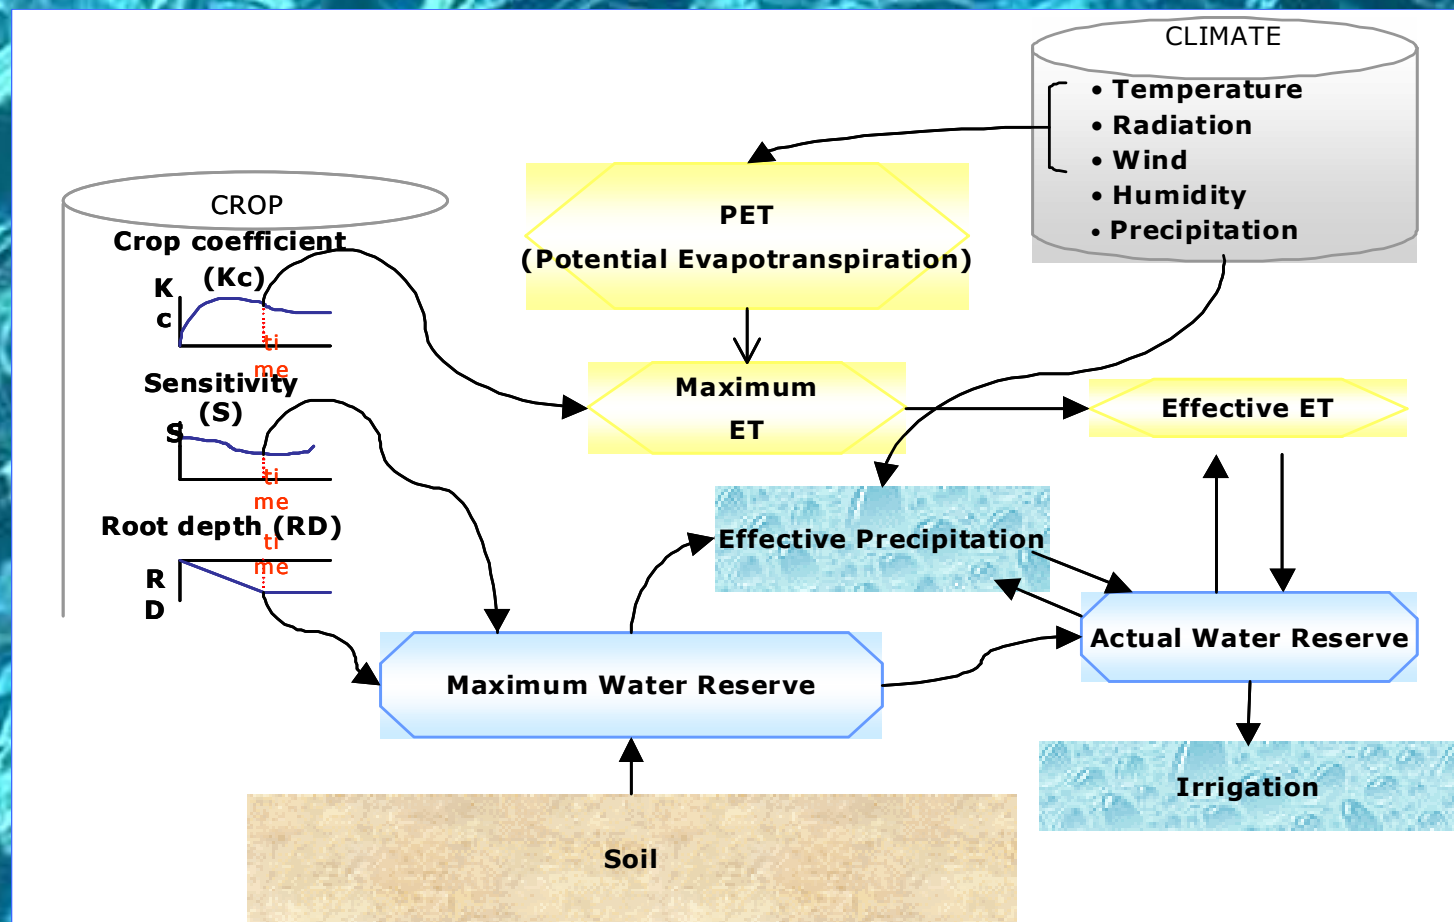 CLIMATE
• Temperature
• Radiation
• Wind
• Humidity
• Precipitation
CROP
Crop coefficient
(Kc)
K
c
ti
me
Sensitivity
(S)
S
ti
me
Root depth (RD)
ti
me
R
D
PET
(Potential Evapotranspiration)
Maximum
ET
Effective ET
Effective Precipitation
Actual Water Reserve
Maximum Water Reserve
Irrigation
Soil